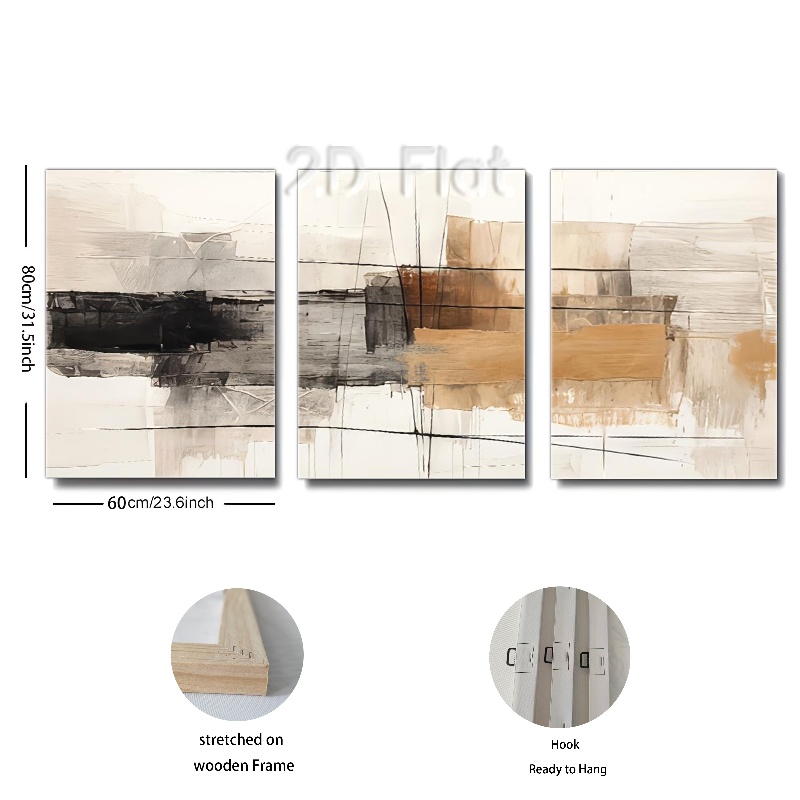 2D Flat
80cm/31.5inch
60cm/23.6inch
stretched on
wooden Frame
Hook
Ready to Hang